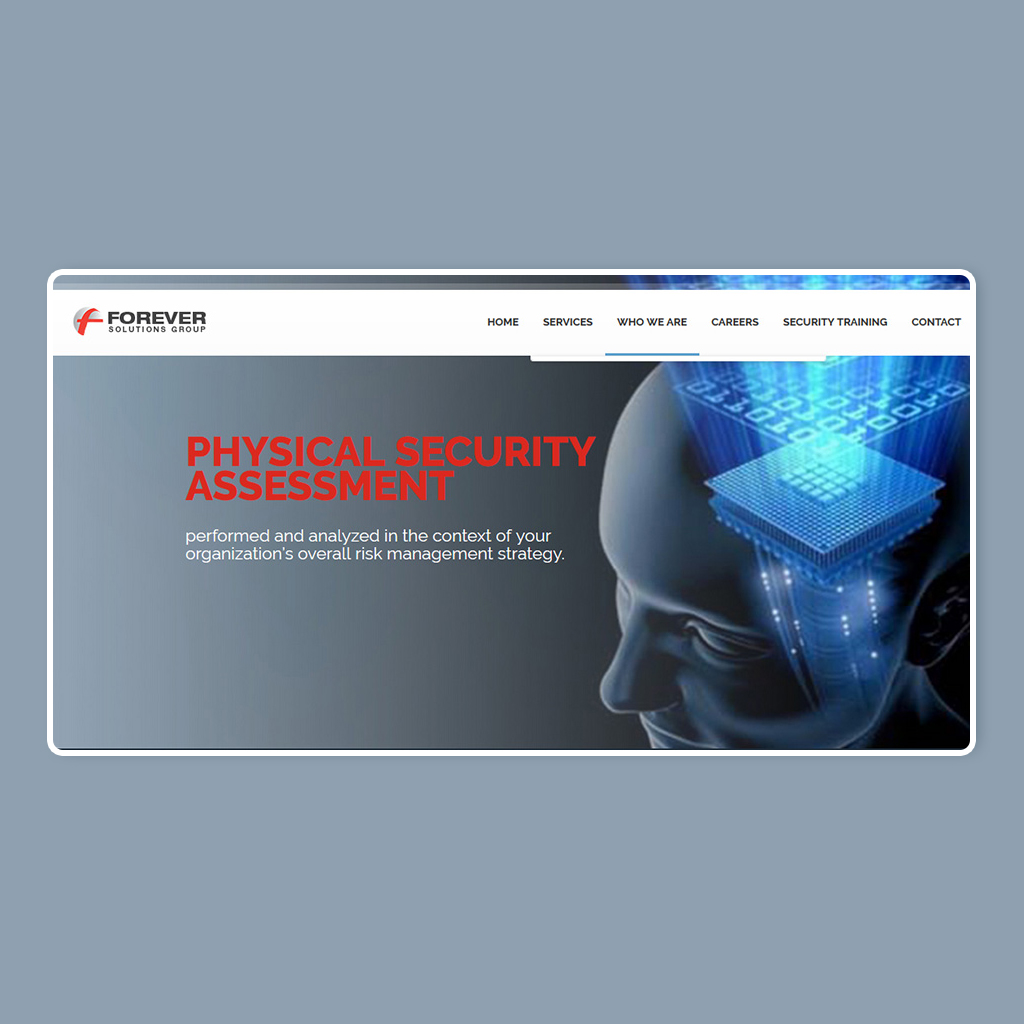 FOREVER
SOLUTIONS GROUP
HOME SERVICES WHO WE ARE CAREERS SECURITY TRAINING CONTACT
PHYSICAL SECURITY
ASSESSMENT
performed and analyzed in the context of your
organization's overall risk management strategy.